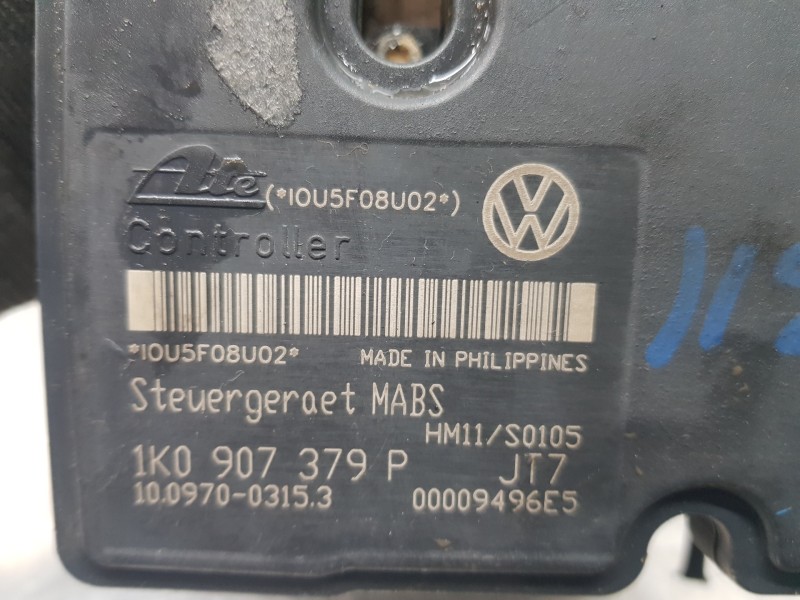 Ate (*IOU5F08U02*)
Controller
*IOU5F08U02* MADE IN PHILIPPINES
Steuergeraet MABS
HM11/S0105
1K0 907 379 P JT7
10.0970-0315.3 00009496E5